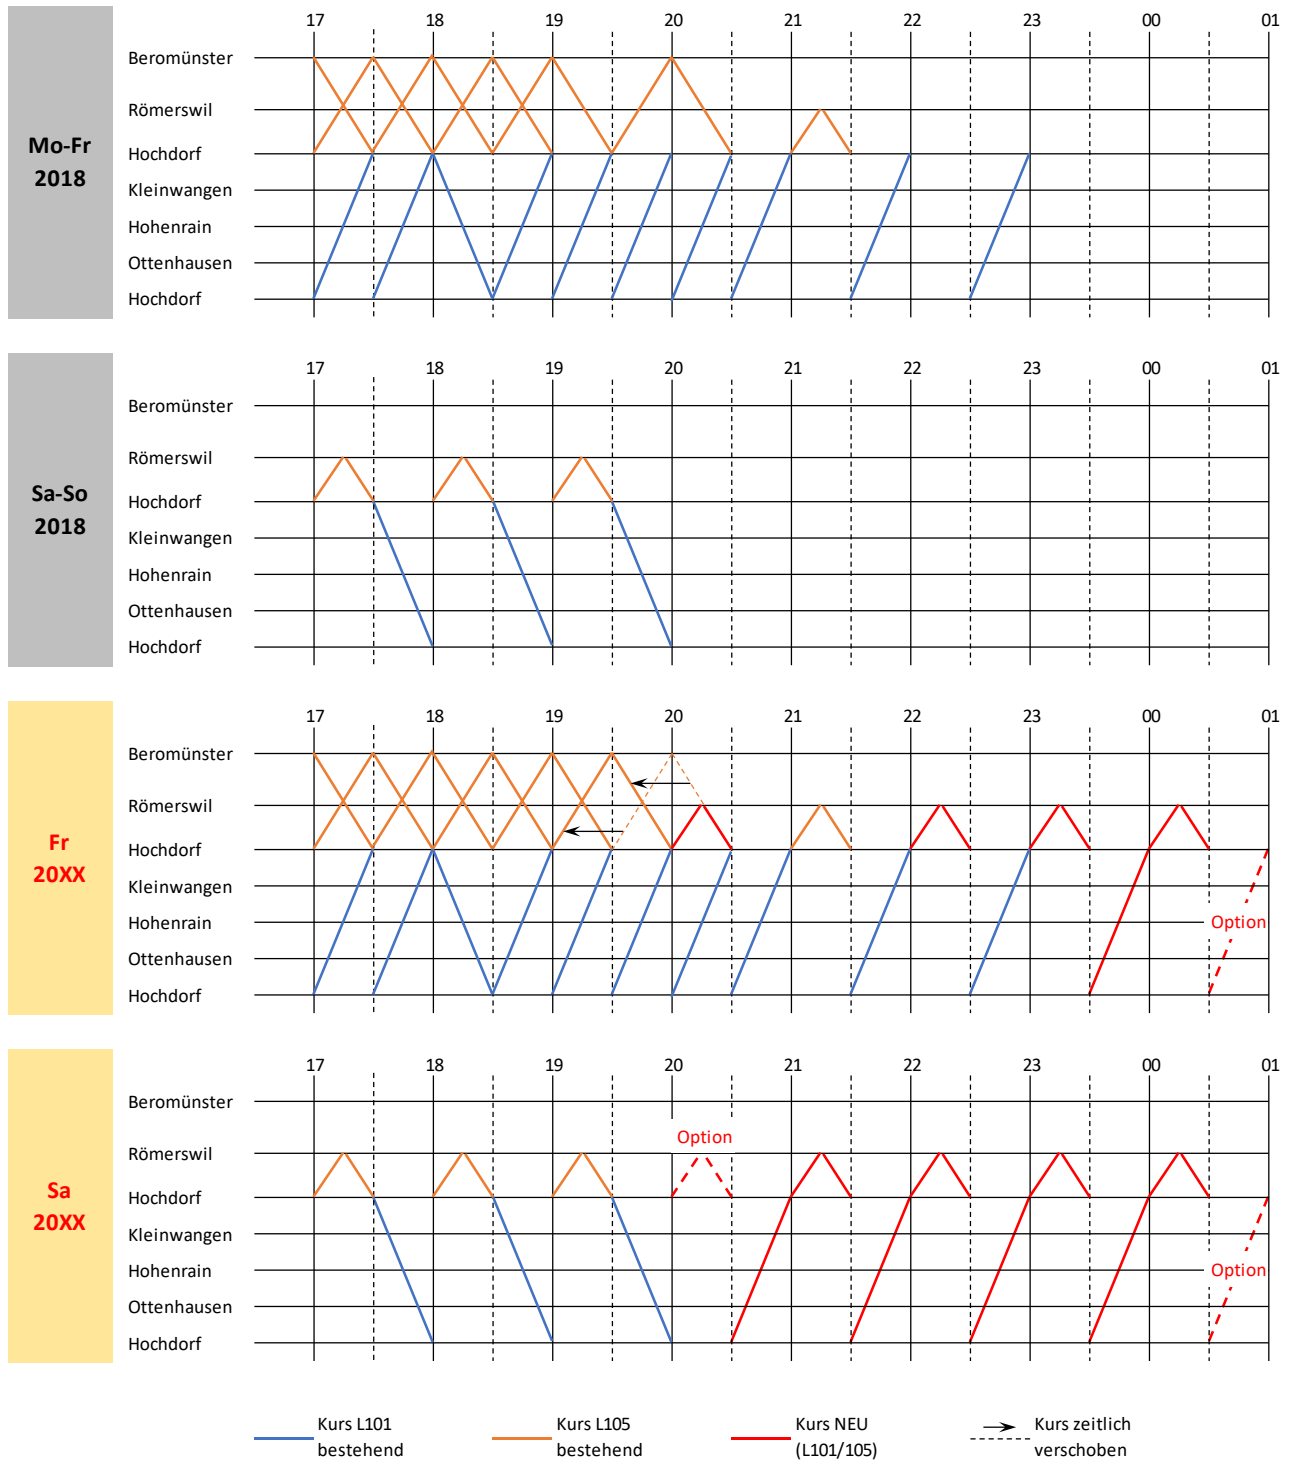 17 18 19 20 21 22 23 00 01
Beromünster
Römerswil
Mo-Fr
2018
Hochdorf
Kleinwangen
Hohenrain
Ottenhausen
Hochdorf
17 18 19 20 21 22 23 00 01
Beromünster
Römerswil
Sa-So
2018
Hochdorf
Kleinwangen
Hohenrain
Ottenhausen
Hochdorf
17 18 19 20 21 22 23 00 01
Beromünster
Römerswil
Fr
20XX
Hochdorf
Kleinwangen
Hohenrain
Option
Ottenhausen
Hochdorf
17 18 19 20 21 22 23 00 01
Beromünster
Option
Römerswil
Sa
20XX
Hochdorf
Kleinwangen
Hohenrain
Option
Ottenhausen
Hochdorf
Kurs L101
bestehend
Kurs L105
bestehend
Kurs NEU
(L101/105)
Kurs zeitlich
verschoben